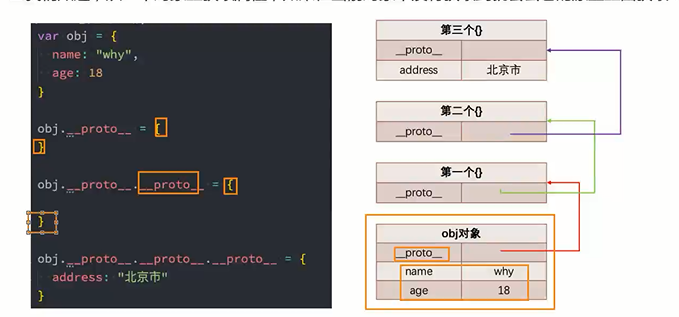 var obj = {
name: "why",
age: 18
}
obj.__proto__ = {
}
obj.__proto__.__proto__ = {
}
obj.__proto__.__proto__.__proto__ = {
address: "北京市"
}
第三个{}
__proto__
address 北京市
第二个{}
__proto__
第一个{}
__proto__
obj对象
__proto__
name why
age 18